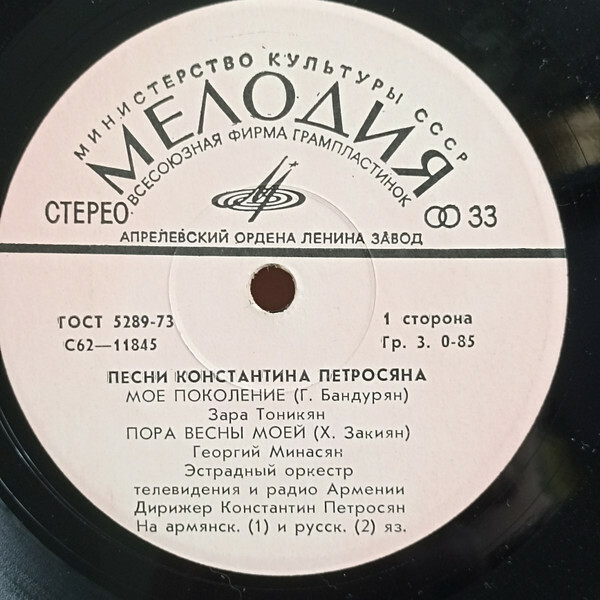 МИНИСТЕРСТВО КУЛЬТУРЫ СССР
МЕЛОДИЯ
ВСЕСОЮЗНАЯ ФИРМА ГРАМПЛАСТИНОК
СТЕРЕО 33
АПРЕЛЕВСКИЙ ОРДЕНА ЛЕНИНА ЗАВОД
ГОСТ 5289-73 1 сторона
С62—11845 Гр. 3. 0-85
ПЕСНИ КОНСТАНТИНА ПЕТРОСЯНА
МОЕ ПОКОЛЕНИЕ (Г. Бандурян)
Зара Тоникян
ПОРА ВЕСНЫ МОЕЙ (Х. Закиян)
Георгий Минасян
Эстрадный оркестр
телевидения и радио Армении
Дирижер Константин Петросян
На армянск. (1) и русск. (2) яз.